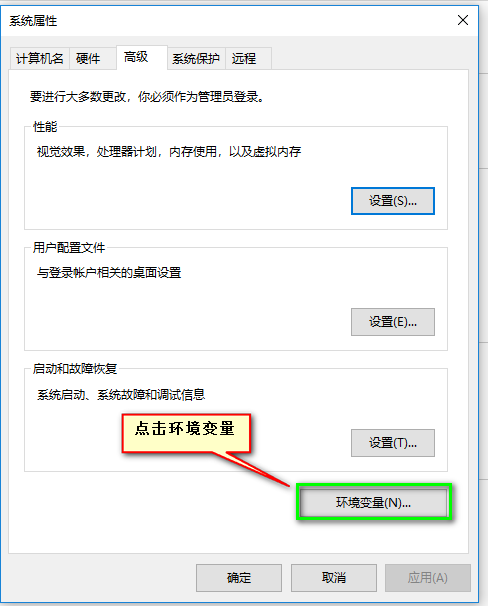 系统属性
计算机名 硬件 高级 系统保护 远程
要进行大多数更改，你必须作为管理员登录。
性能
视觉效果，处理器计划，内存使用，以及虚拟内存
设置(S)...
用户配置文件
与登录帐户相关的桌面设置
设置(E)...
启动和故障恢复
系统启动、系统故障和调试信息
点击环境变量
设置(T)...
环境变量(N)...
确定 取消 应用(A)